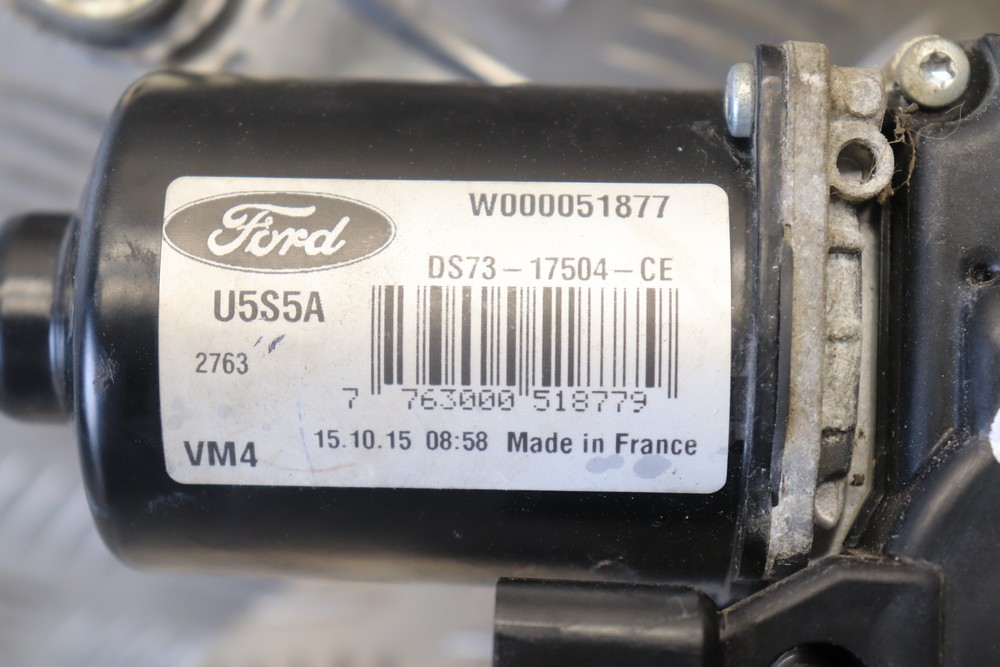 Ford
W000051877
DS73-17504-CE
U5S5A
2763
7 763000 518779
15.10.15 08:58 Made in France
VM4